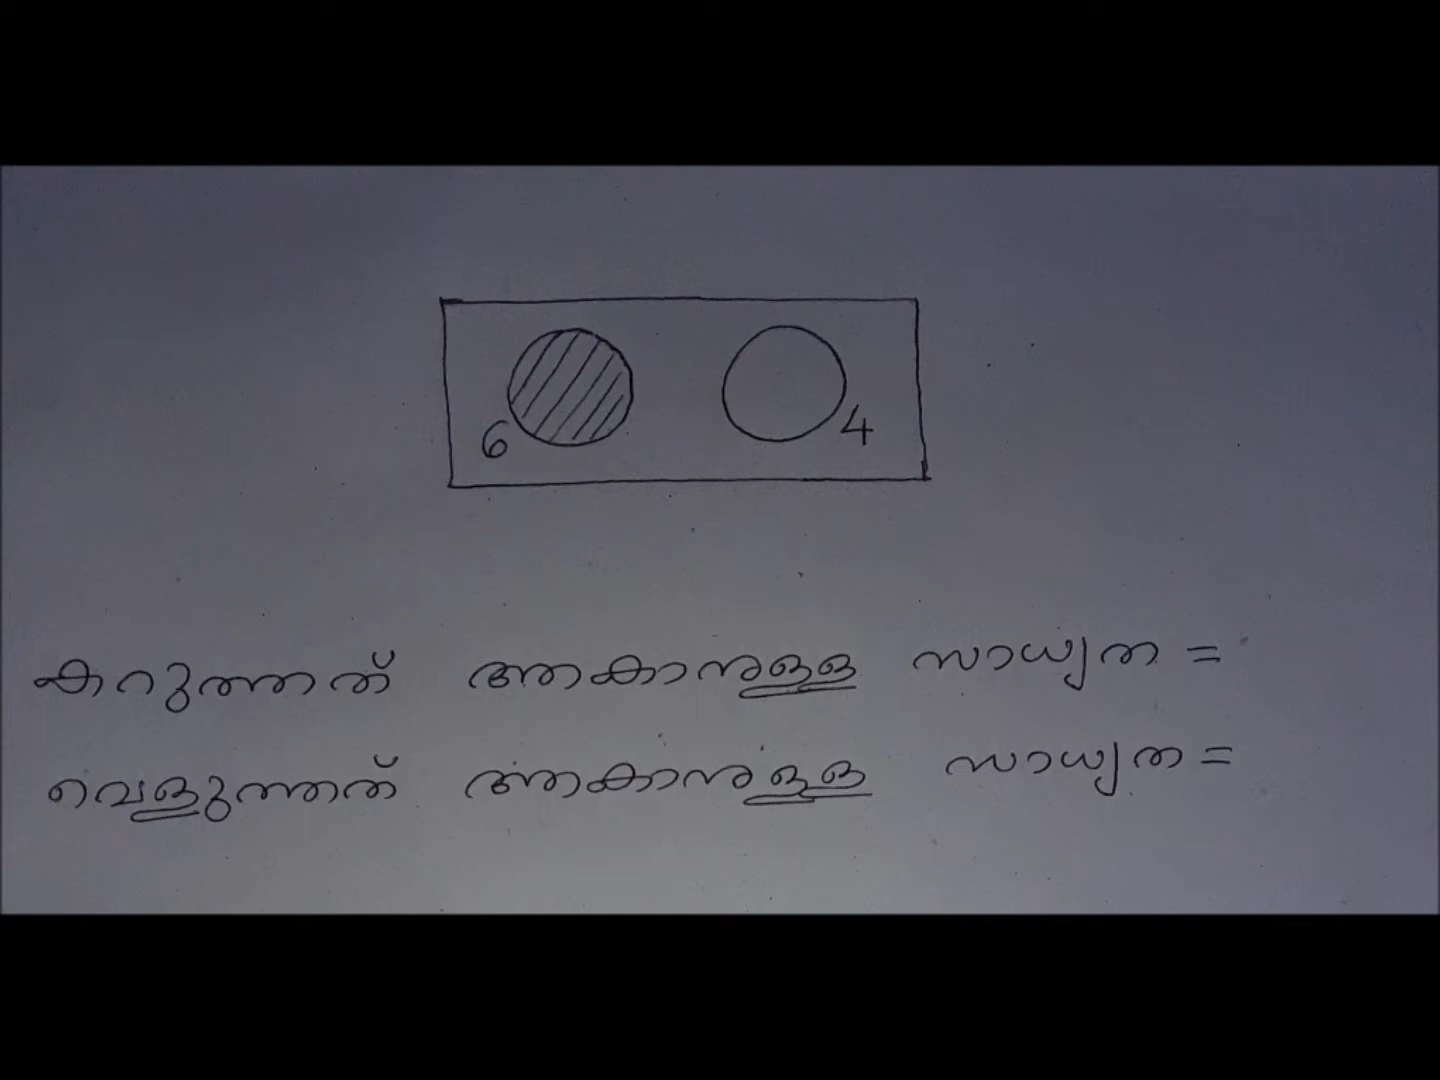 6 4
കറുത്തത് ആകാനുള്ള സാധ്യത =
വെളുത്തത് ആകാനുള്ള സാധ്യത =